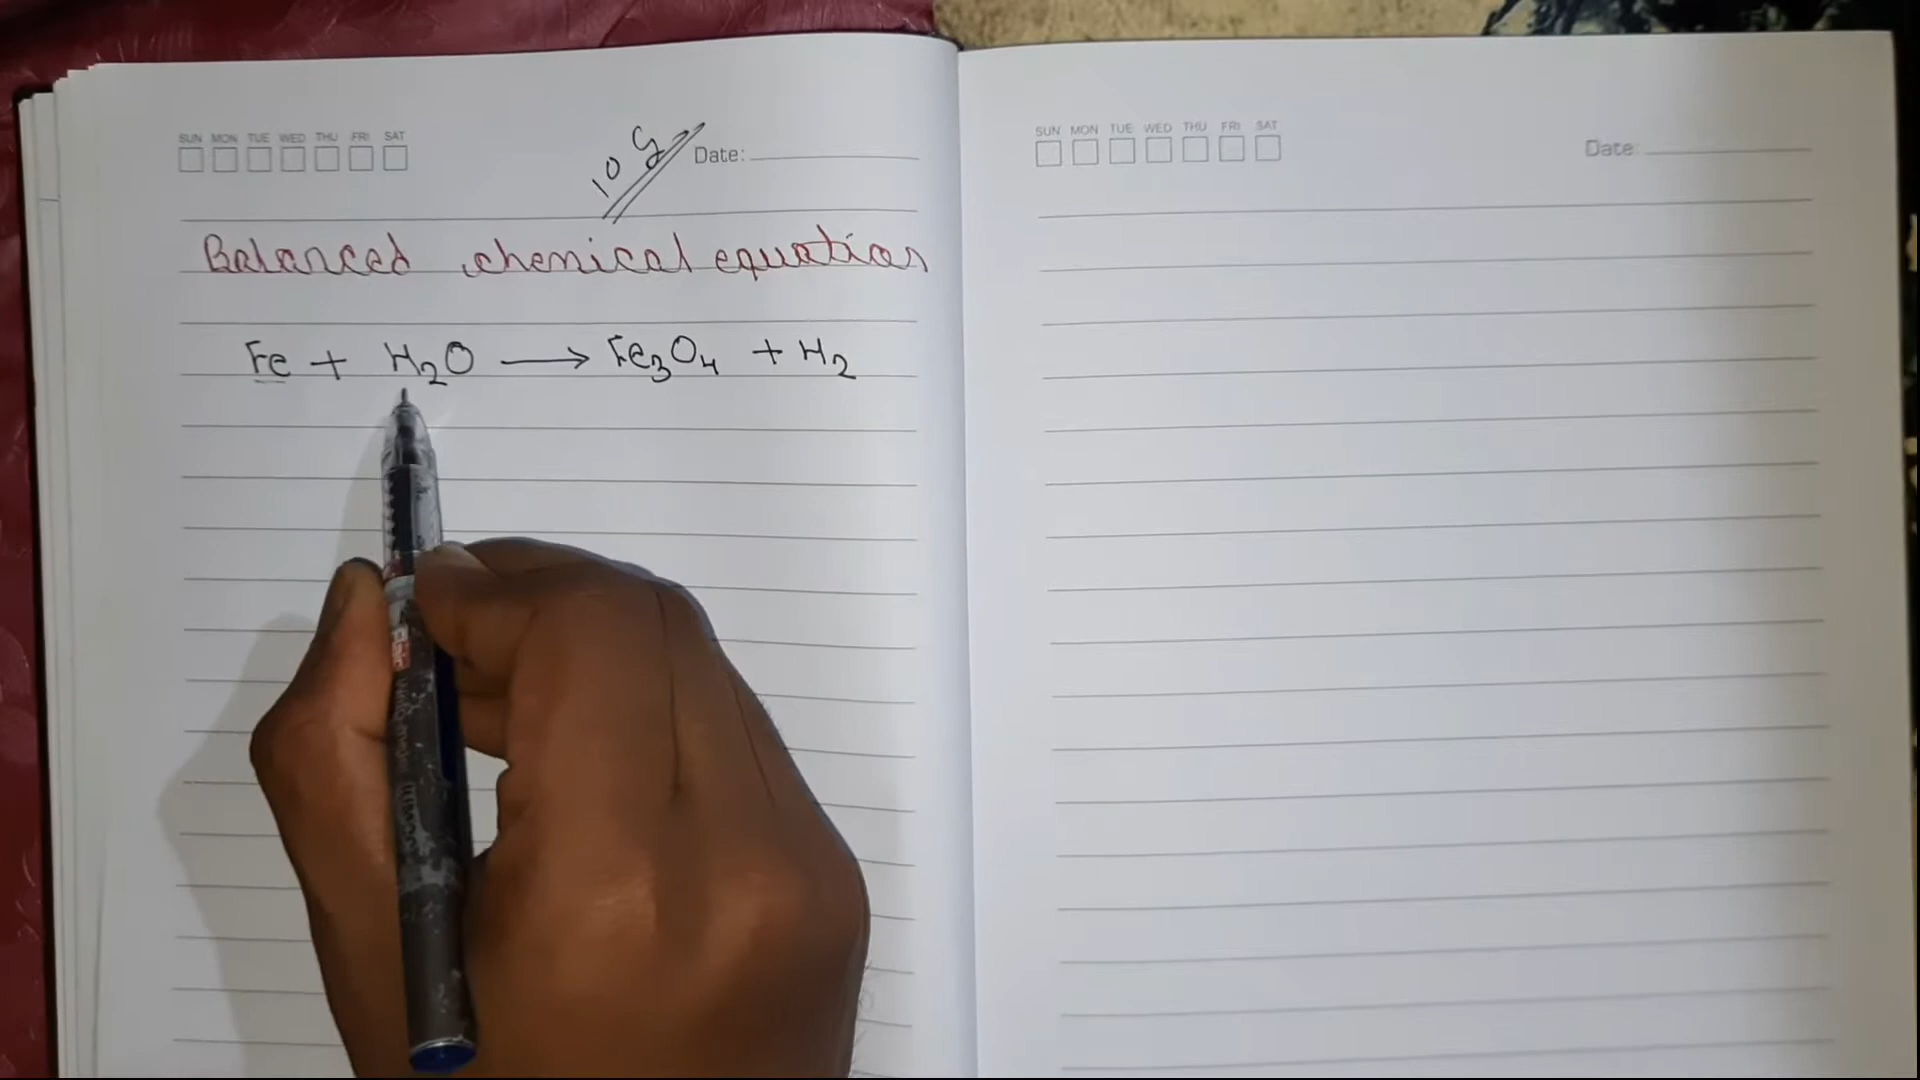 SUN MON TUE WED THU FRI SAT
10
Date:
Balanced chemical equation
Fe + H₂O ⟶ Fe₃O₄ + H₂
Flair
SUN MON TUE WED THU FRI SAT
Date: